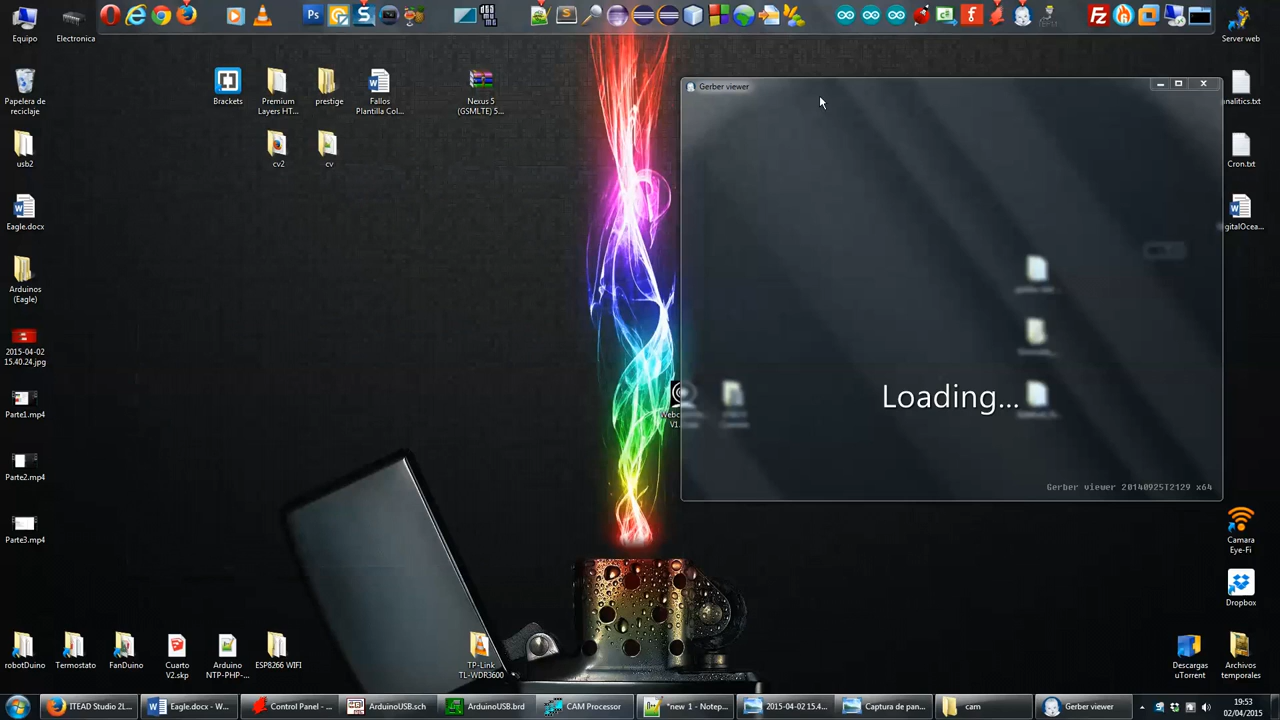 Equipo
Electronica
Server web
Papelera de
reciclaje
Brackets
Premium
Layers HT...
prestige
Fallos
Plantilla Col...
Nexus 5
(GSMLTE) 5...
Gerber viewer
nalitics.txt
usb2
cv2
cv
Cron.txt
Eagle.docx
igitalOcea...
Arduinos
(Eagle)
2015-04-02
15.40.24.jpg
Parte1.mp4
V1.
Loading...
Parte2.mp4
Gerber viewer 20140925T2129 x64
Parte3.mp4
Camara
Eye-Fi
Dropbox
robotDuino
Termostato
FanDuino
Cuarto
V2.skp
Arduino
NTP-PHP-...
ESP8266 WIFI
TP-Link
TL-WDR3600
Descargas
uTorrent
Archivos
temporales
ITEAD Studio 2L...
Eagle.docx - W...
Control Panel - ...
ArduinoUSB.sch
ArduinoUSB.brd
CAM Processor
*new 1 - Notep...
2015-04-02 15.4...
Captura de pan...
cam
Gerber viewer
19:53
02/04/2015